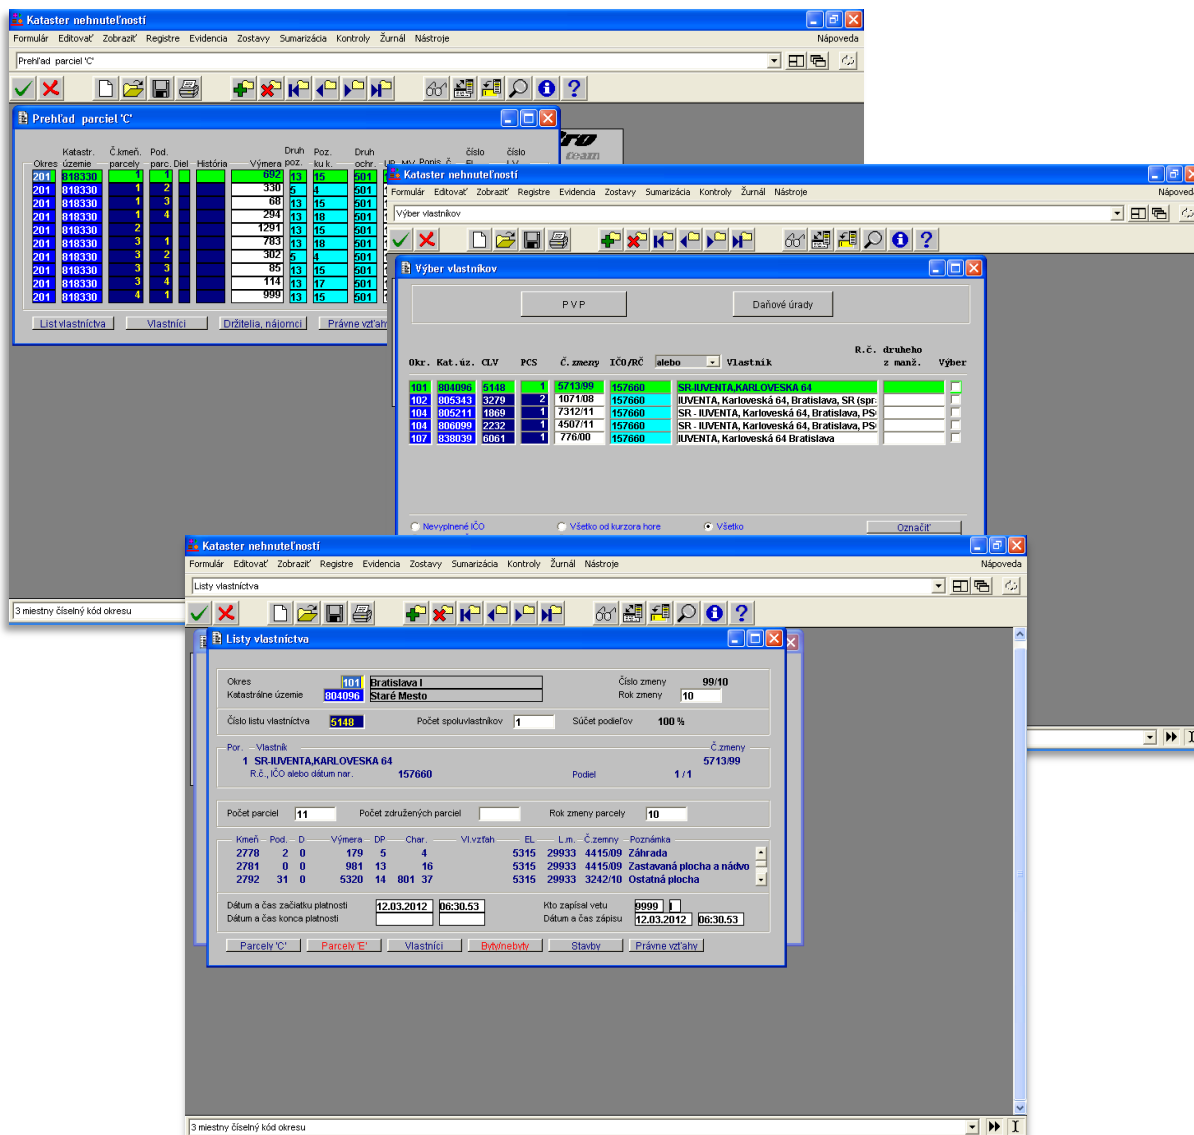 Kataster nehnuteľností
Formulár Editovať Zobraziť Registre Evidencia Zostavy Sumarizácia Kontroly Žurnál Nástroje Nápoveda
Prehľad parciel 'C'
Prehľad parciel 'C'
Katastr. Č.kmeň. Pod. Druh Poz. Druh číslo číslo
Okres územie parcely parc. Diel História Výmera poz. ku k. ochr.
201 818330 1 1 692 13 15 501
201 818330 1 2 330 5 4 501
201 818330 1 3 68 13 15 501
201 818330 1 4 294 13 18 501
201 818330 2 1291 13 15 501
201 818330 3 1 783 13 18 501
201 818330 3 2 302 5 4 501
201 818330 3 3 85 13 15 501
201 818330 3 4 114 13 17 501
201 818330 4 1 999 13 15 501
List vlastníctva Vlastníci Držitelia, nájomci Právne vzťah
team
3 miestny číselný kód okresu
Kataster nehnuteľností
Formulár Editovať Zobraziť Registre Evidencia Zostavy Sumarizácia Kontroly Žurnál Nástroje Nápoveda
Výber vlastníkov
Výber vlastníkov
P V P Daňové úrady
R.č. druheho
Okr. Kat.úz. CLV PCS Č.zmeny IČO/RČ alebo Vlastník z manž. Výber
101 804096 5148 1 5713/99 157660 SR-IUVENTA,KARLOVESKA 64
102 805343 3279 2 1071/08 157660 IUVENTA, Karloveská 64, Bratislava, SR (spr
104 805211 1869 1 7312/11 157660 SR - IUVENTA, Karloveská 64, Bratislava, PS
104 806099 2232 1 4507/11 157660 SR - IUVENTA, Karloveská 64, Bratislava, PS
107 838039 6061 1 776/00 157660 IUVENTA, Karloveská 64 Bratislava
Nevyplnené IČO Všetko od kurzora hore Všetko Označiť
Kataster nehnuteľností
Formulár Editovať Zobraziť Registre Evidencia Zostavy Sumarizácia Kontroly Žurnál Nástroje Nápoveda
Listy vlastníctva
Listy vlastníctva
Okres 101 Bratislava I Číslo zmeny 99/10
Katastrálne územie 804096 Staré Mesto Rok zmeny 10
Číslo listu vlastníctva 5148 Počet spoluvlastníkov 1 Súčet podieľov 100 %
Por. Vlastník Č.zmeny
1 SR-IUVENTA,KARLOVESKA 64 5713/99
R.č., IČO alebo dátum nar. 157660 Podiel 1 / 1
Počet parciel 11 Počet združených parciel Rok zmeny parcely 10
Kmeň Pod. D Výmera DP Char. Vl.vzťah EL L.m. Č.zemny Poznámka
2778 2 0 179 5 4 5315 29933 4415/09 Záhrada
2781 0 0 981 13 16 5315 29933 4415/09 Zastavaná plocha a nádvo
2792 31 0 5320 14 801 37 5315 29933 3242/10 Ostatná plocha
Dátum a čas začiatku platnosti 12.03.2012 06:30.53 Kto zapísal vetu 9999 I
Dátum a čas konca platnosti Dátum a čas zápisu 12.03.2012 06:30.53
Parcely 'C' Parcely 'E' Vlastníci Byty/nebyty Stavby Právne vzťahy
3 miestny číselný kód okresu